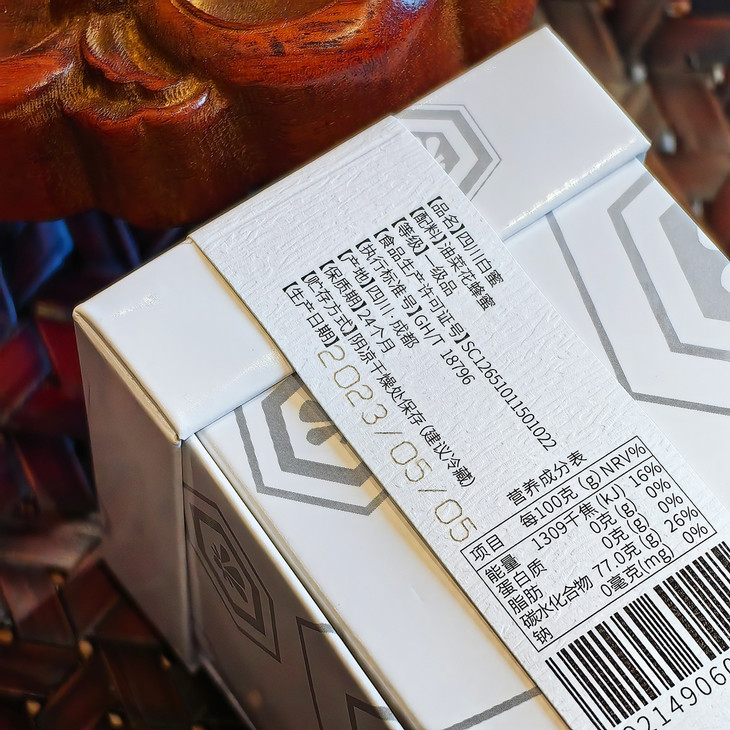 【品名】四川白蜜
【配料】油菜花蜂蜜
【等级】一级品
【食品生产许可证号】SC12651011501022
【执行标准号】GH/T 18796
【产地】四川·成都
【保质期】24个月
【贮存方式】阴凉干燥处保存(建议冷藏)
【生产日期】2023/05/05
营养成分表
项目 每100克(g) NRV%
能量 1309千焦(kJ) 16%
蛋白质 0克(g) 0%
脂肪 0克(g) 0%
碳水化合物 77.0克(g) 26%
钠 0毫克(mg) 0%